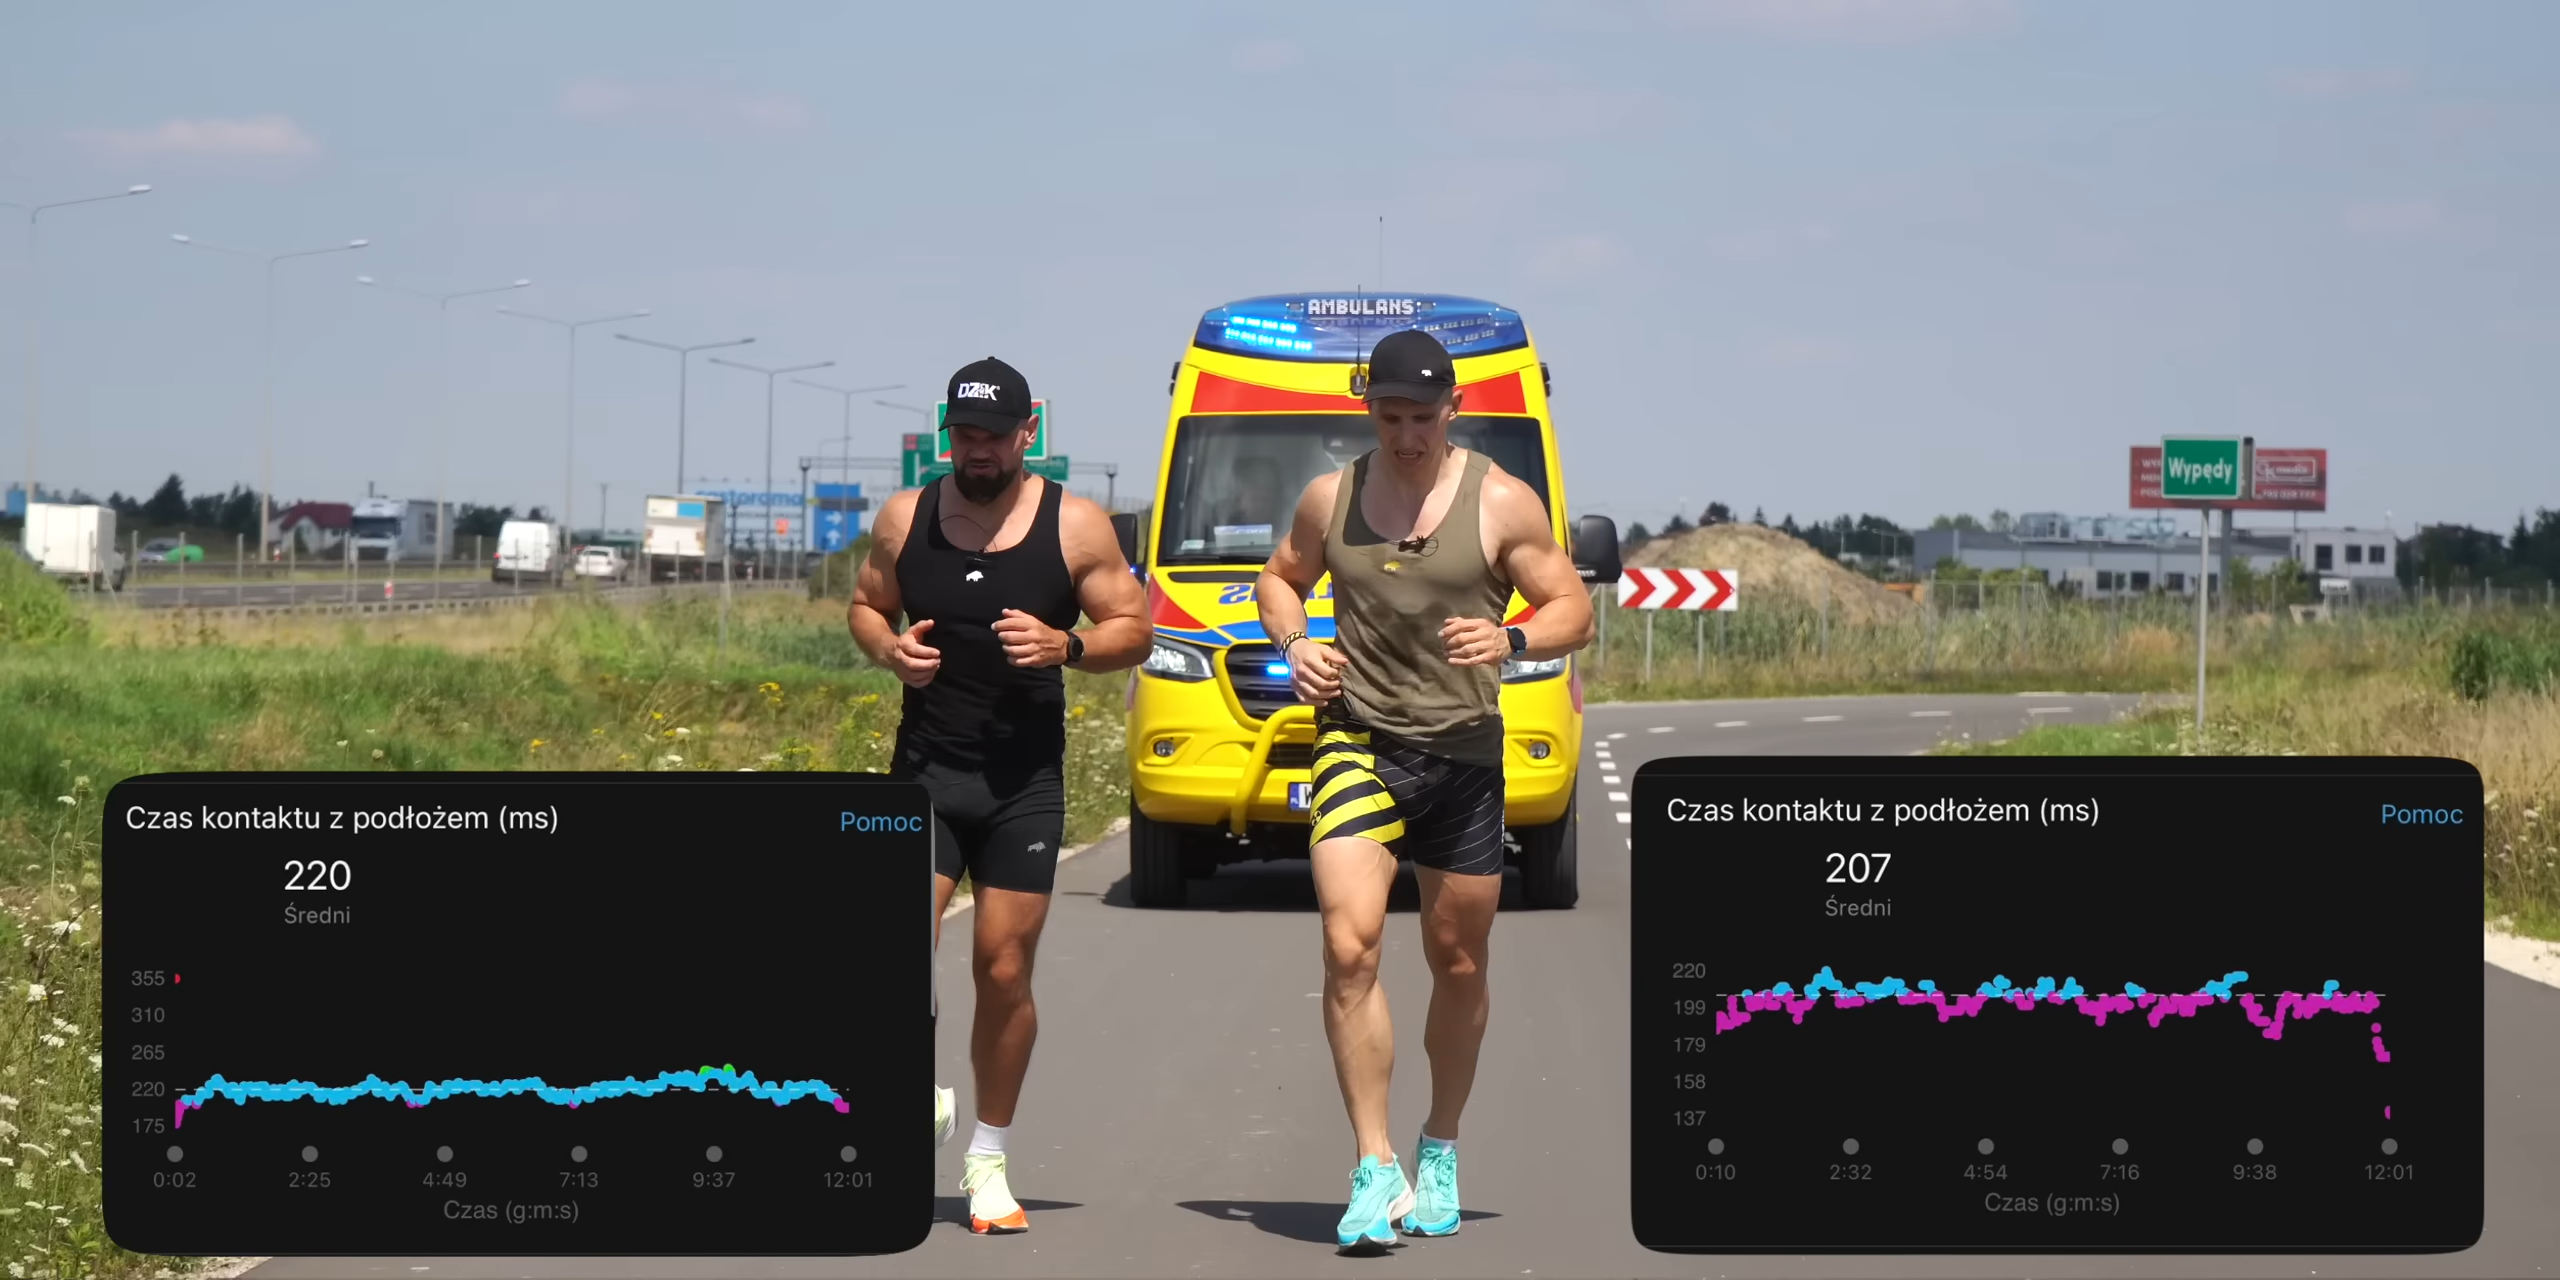 AMBULANS
DZIK
castorama
Wypędy
Czas kontaktu z podłożem (ms)
Pomoc
220
Średni
355
310
265
220
175
0:02
2:25
4:49
7:13
9:37
12:01
Czas (g:m:s)
Czas kontaktu z podłożem (ms)
Pomoc
207
Średni
220
199
179
158
137
0:10
2:32
4:54
7:16
9:38
12:01
Czas (g:m:s)